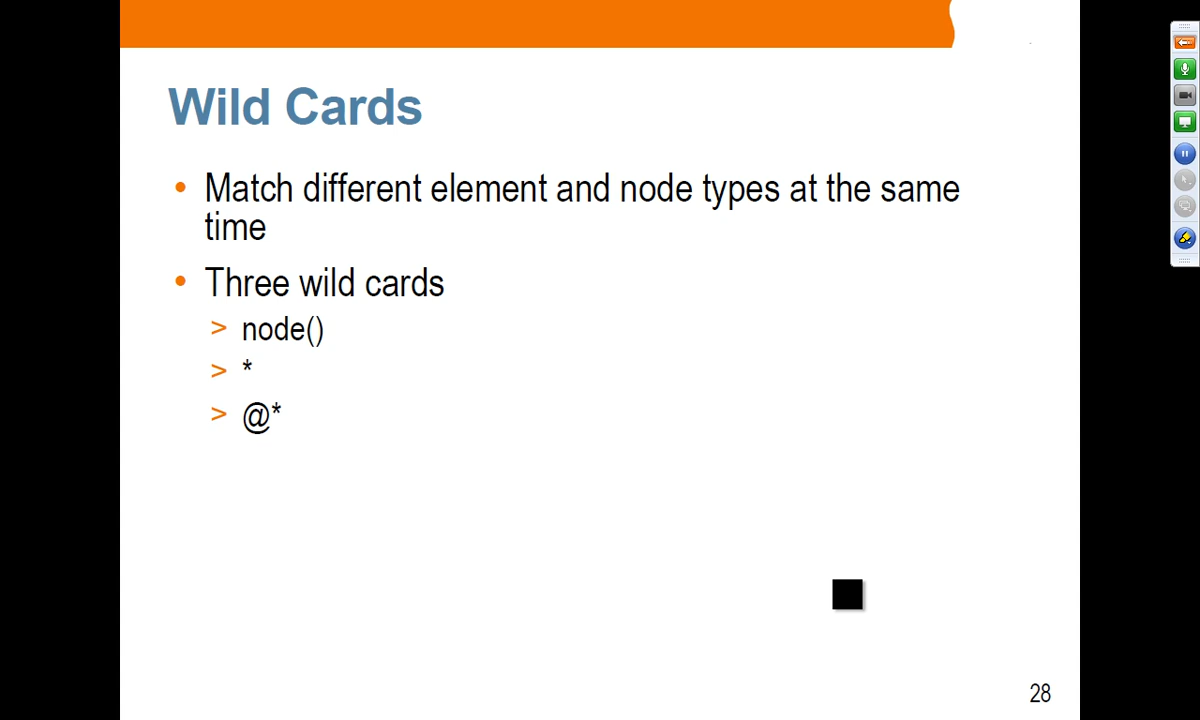 Wild Cards
• Match different element and node types at the same
time
• Three wild cards
> node()
> *
> @*
28